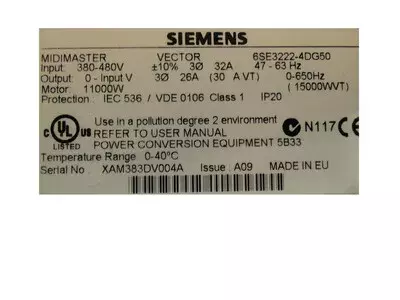 SIEMENS
MIDIMASTER VECTOR 6SE3222-4DG50
Input: 380-480V ±10% 3Ø 32A 47 - 63 Hz
Output: 0 - Input V 3Ø 26A (30 A VT) 0-650Hz
Motor: 11000W (15000WVT)
Protection : IEC 536 / VDE 0106 Class 1 IP20
Use in a pollution degree 2 environment
C UL US LISTED REFER TO USER MANUAL N117 CE
POWER CONVERSION EQUIPMENT 5B33
Temperature Range 0-40°C
Serial No XAM383DV004A Issue : A09 MADE IN EU